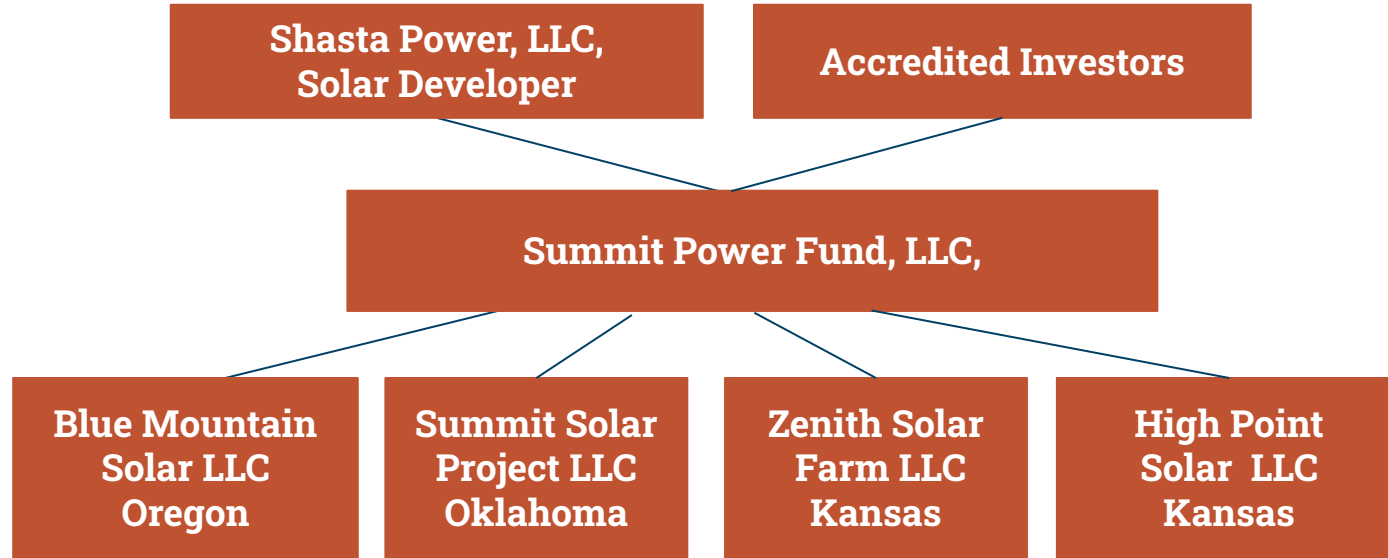 Shasta Power, LLC,
Solar Developer
Accredited Investors
Summit Power Fund, LLC,
Blue Mountain
Solar LLC
Oregon
Summit Solar
Project LLC
Oklahoma
Zenith Solar
Farm LLC
Kansas
High Point
Solar  LLC
Kansas